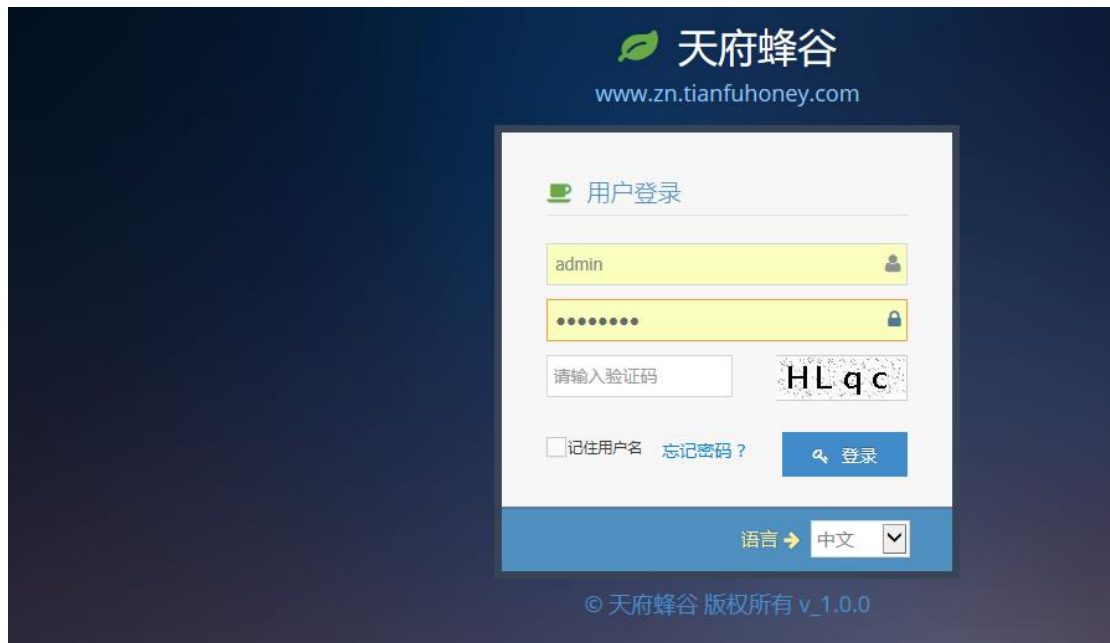 天府蜂谷
www.zn.tianfuhoney.com
用户登录
admin
••••••••
请输入验证码 HLqc
记住用户名 忘记密码？ 登录
语言 中文
© 天府蜂谷 版权所有 v_1.0.0